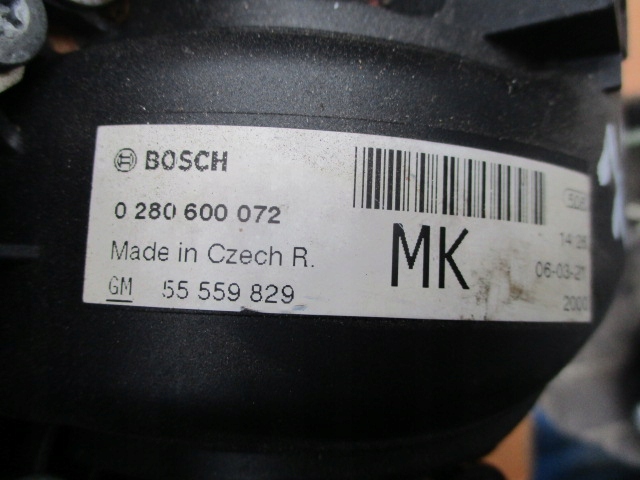 BOSCH
0 280 600 072
Made in Czech R.
GM 55 559 829
MK
06-03-21